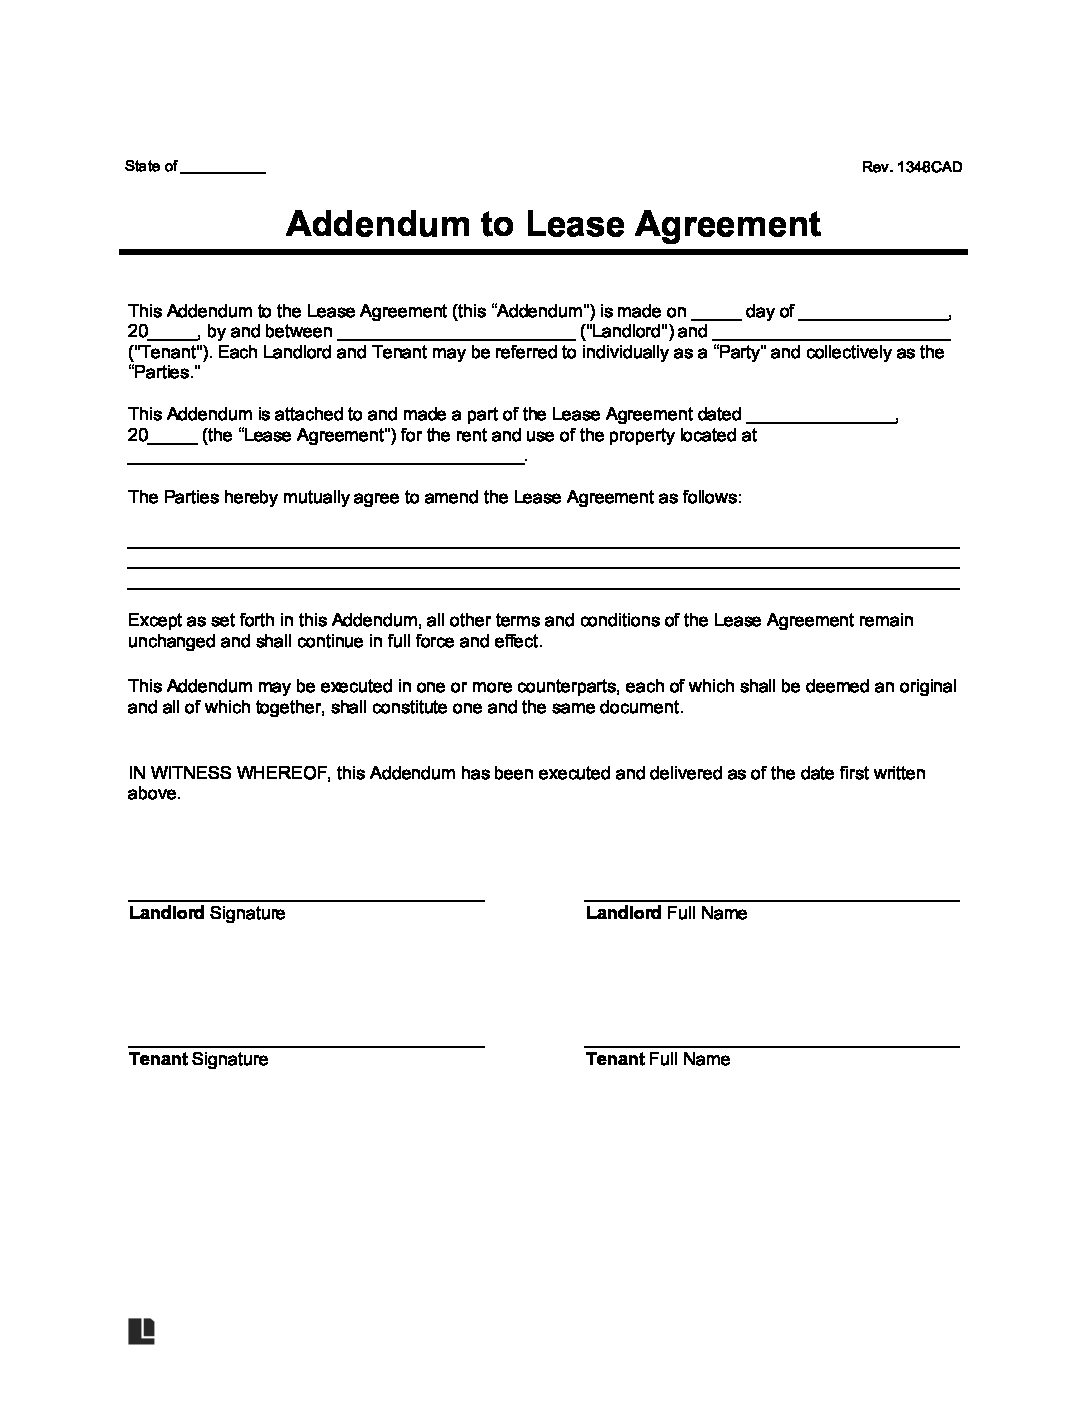 State of __________ Rev. 1348CAD
Addendum to Lease Agreement
This Addendum to the Lease Agreement (this “Addendum") is made on _____ day of _______________,
20_____, by and between ________________________ ("Landlord") and ________________________
("Tenant"). Each Landlord and Tenant may be referred to individually as a “Party" and collectively as the
“Parties."
This Addendum is attached to and made a part of the Lease Agreement dated _______________,
20_____ (the “Lease Agreement") for the rent and use of the property located at
________________________________________.
The Parties hereby mutually agree to amend the Lease Agreement as follows:
Except as set forth in this Addendum, all other terms and conditions of the Lease Agreement remain
unchanged and shall continue in full force and effect.
This Addendum may be executed in one or more counterparts, each of which shall be deemed an original
and all of which together, shall constitute one and the same document.
IN WITNESS WHEREOF, this Addendum has been executed and delivered as of the date first written
above.
Landlord Signature Landlord Full Name
Tenant Signature Tenant Full Name